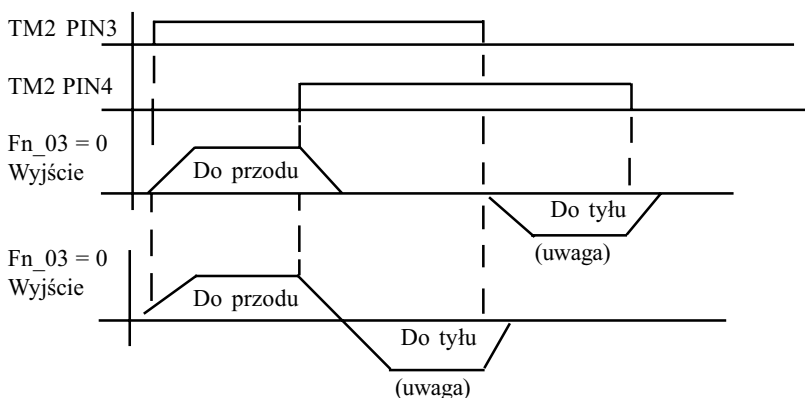 TM2 PIN3
TM2 PIN4
Fn_03 = 0
Wyjście
Do przodu
Do tyłu
(uwaga)
Fn_03 = 0
Wyjście
Do przodu
Do tyłu
(uwaga)